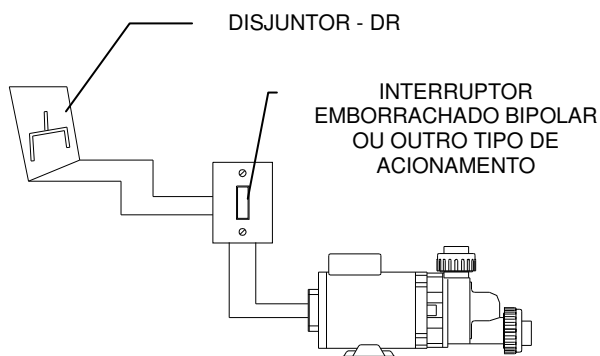 DISJUNTOR - DR
INTERRUPTOR
EMBORRACHADO BIPOLAR
OU OUTRO TIPO DE
ACIONAMENTO